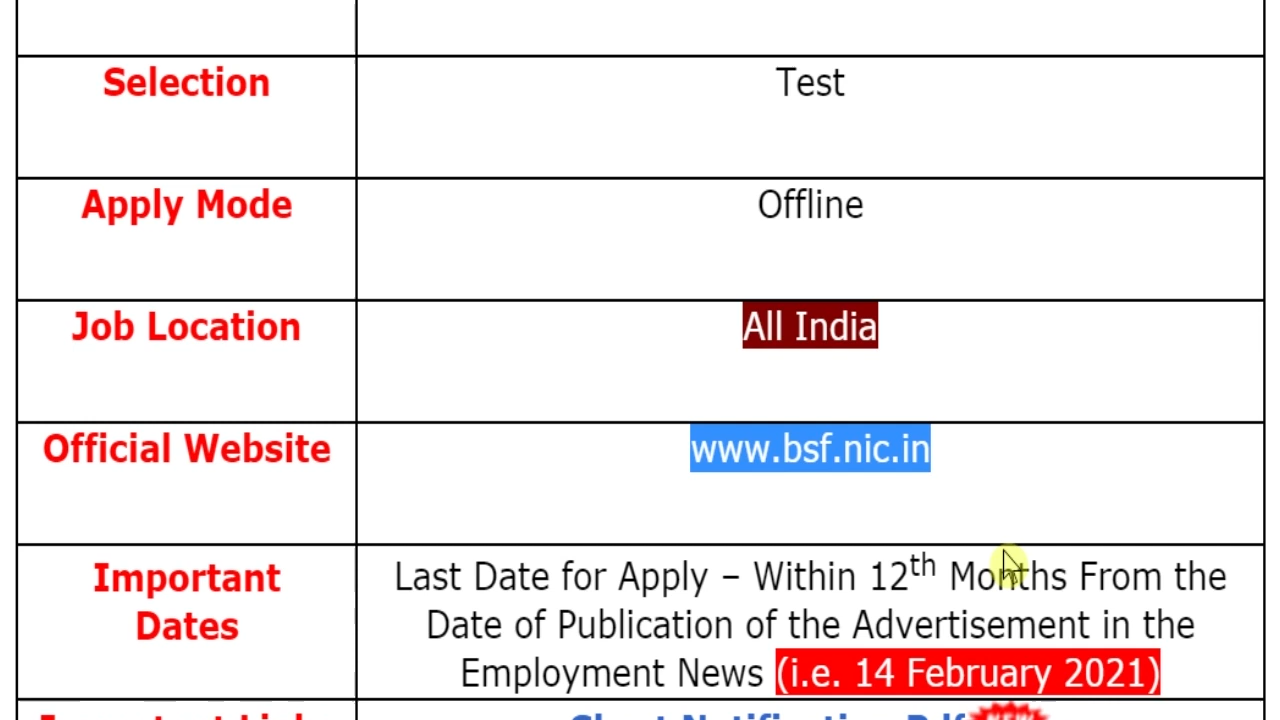 Selection
Test
Apply Mode
Offline
Job Location
All India
Official Website
www.bsf.nic.in
Important
Dates
Last Date for Apply – Within 12th Months From the
Date of Publication of the Advertisement in the
Employment News (i.e. 14 February 2021)